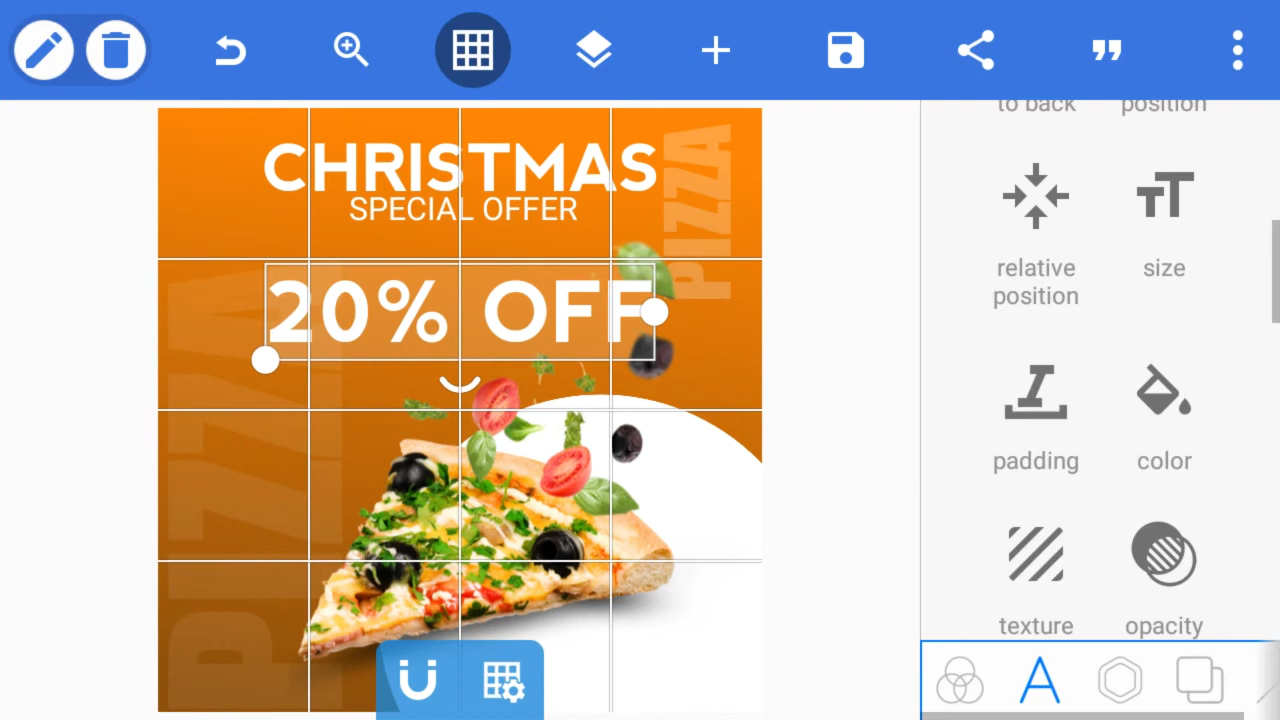 to back
position
CHRISTMAS
SPECIAL OFFER
PIZZA
relative
position
size
20% OFF
PIZZA
padding
color
texture
opacity